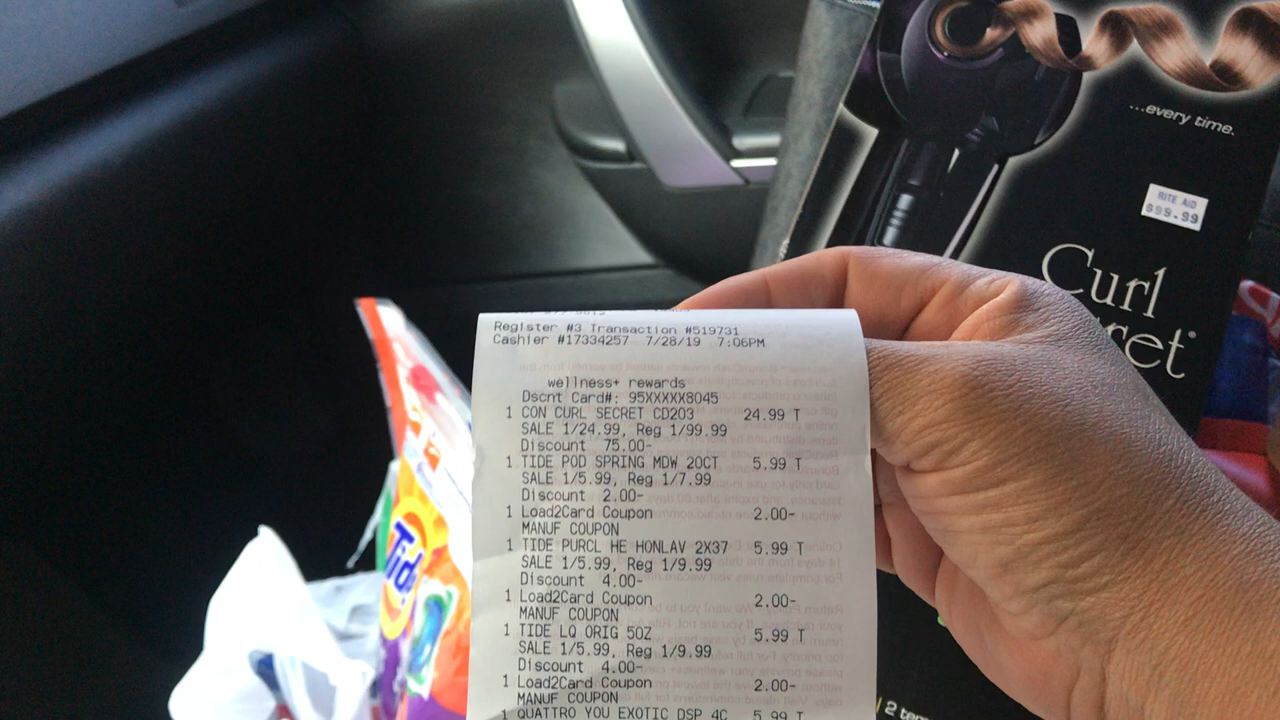 ...every time.
RITE AID
$99.99
Curl
Register #3 Transaction #519731
Cashier #17334257 7/28/19 7:06PM
wellness+ rewards
Dscnt Card#: 95XXXXX8045
1 CON CURL SECRET CD203 24.99 T
SALE 1/24.99, Reg 1/99.99
Discount 75.00-
1 TIDE POD SPRING MDW 20CT 5.99 T
SALE 1/5.99, Reg 1/7.99
Discount 2.00-
1 Load2Card Coupon 2.00-
MANUF COUPON
1 TIDE PURCL HE HONLAV 2X37 5.99 T
SALE 1/5.99, Reg 1/9.99
Discount 4.00-
1 Load2Card Coupon 2.00-
MANUF COUPON
1 TIDE LQ ORIG 50Z 5.99 T
SALE 1/5.99, Reg 1/9.99
Discount 4.00-
1 Load2Card Coupon 2.00-
MANUF COUPON
1 QUATTRO YOU EXOTIC DSP 4C 5.99 T
Tide